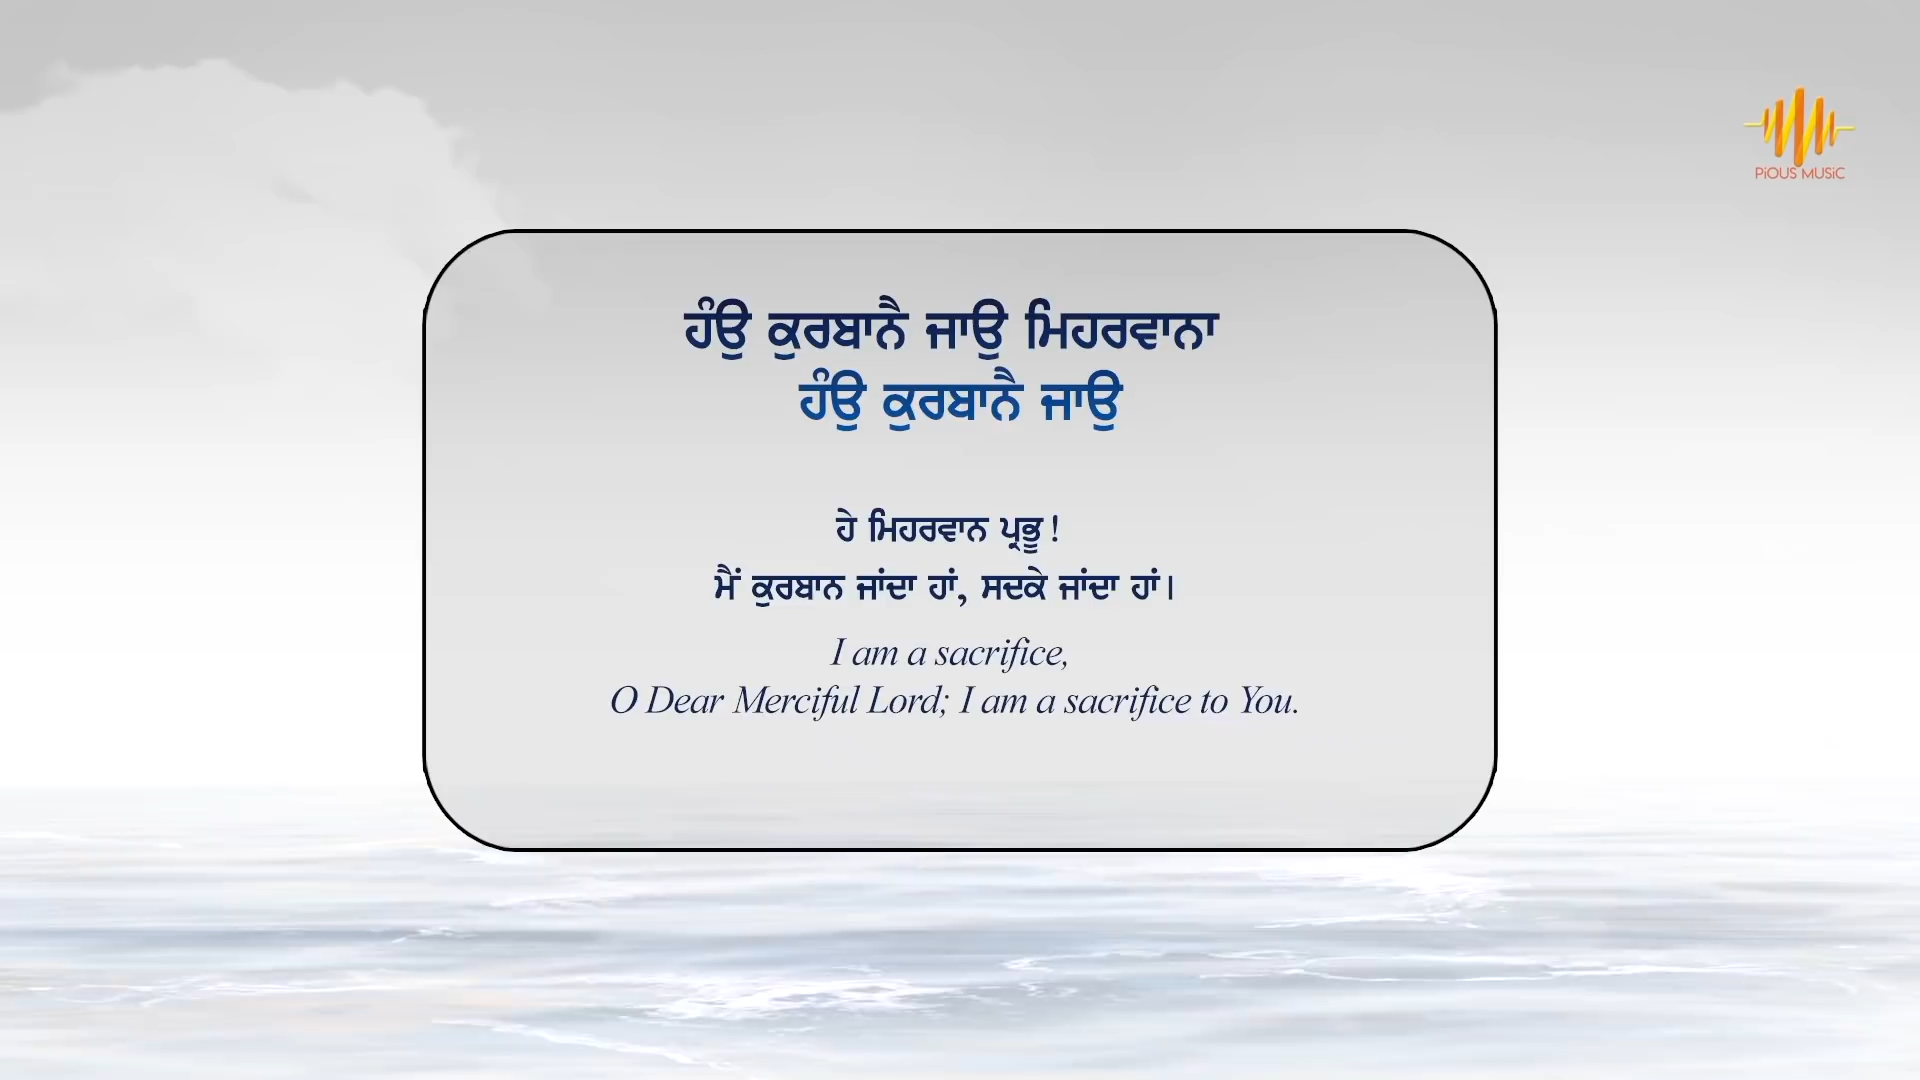 PiOUS MUSiC
ਹੰਉ ਕੁਰਬਾਨੈ ਜਾਉ ਮਿਹਰਵਾਨਾ
ਹੰਉ ਕੁਰਬਾਨੈ ਜਾਉ
ਹੇ ਮਿਹਰਵਾਨ ਪ੍ਰਭੂ !
ਮੈਂ ਕੁਰਬਾਨ ਜਾਂਦਾ ਹਾਂ, ਸਦਕੇ ਜਾਂਦਾ ਹਾਂ।
I am a sacrifice,
O Dear Merciful Lord; I am a sacrifice to You.